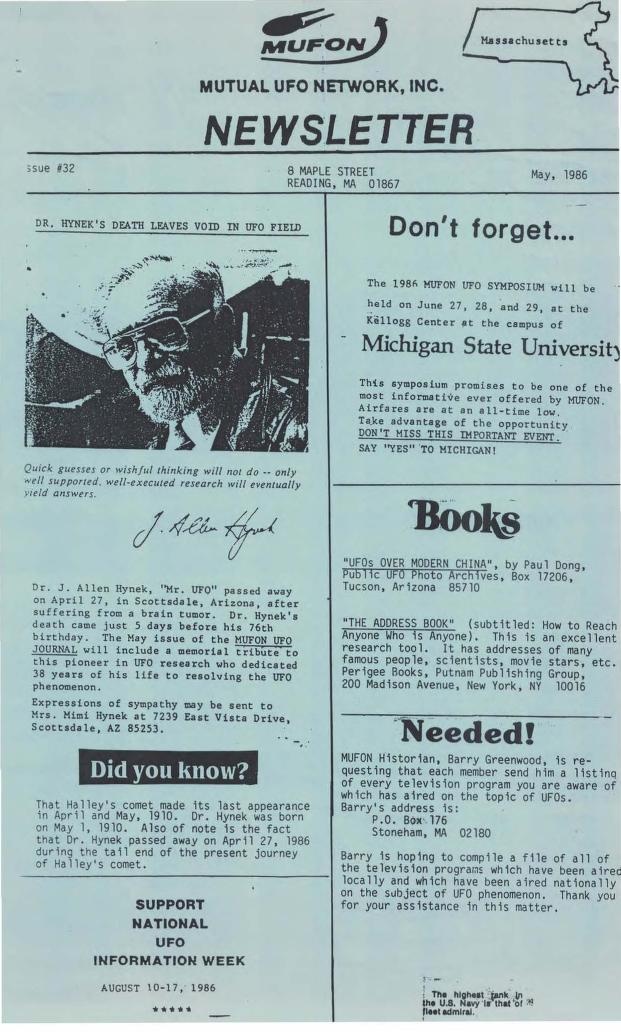 MUFON
Massachusetts
MUTUAL UFO NETWORK, INC.
NEWSLETTER
ssue #32
8 MAPLE STREET
READING, MA 01867
May, 1986
DR. HYNEK'S DEATH LEAVES VOID IN UFO FIELD
Quick guesses or wishful thinking will not do -- only
well supported, well-executed research will eventually
yield answers.
J. Allen Hynek
Dr. J. Allen Hynek, "Mr. UFO" passed away
on April 27, in Scottsdale, Arizona, after
suffering from a brain tumor. Dr. Hynek's
death came just 5 days before his 76th
birthday. The May issue of the MUFON UFO
JOURNAL will include a memorial tribute to
this pioneer in UFO research who dedicated
38 years of his life to resolving the UFO
phenomenon.
Expressions of sympathy may be sent to
Mrs. Mimi Hynek at 7239 East Vista Drive,
Scottsdale, AZ 85253.
Did you know?
That Halley's comet made its last appearance
in April and May, 1910. Dr. Hynek was born
on May 1, 1910. Also of note is the fact
that Dr. Hynek passed away on April 27, 1986
during the tail end of the present journey
of Halley's comet.
SUPPORT
NATIONAL
UFO
INFORMATION WEEK
AUGUST 10-17, 1986
*****
Don't forget...
The 1986 MUFON UFO SYMPOSIUM will be
held on June 27, 28, and 29, at the
Kellogg Center at the campus of
Michigan State University
This symposium promises to be one of the
most informative ever offered by MUFON.
Airfares are at an all-time low.
Take advantage of the opportunity
DON'T MISS THIS IMPORTANT EVENT.
SAY "YES" TO MICHIGAN!
Books
"UFOs OVER MODERN CHINA", by Paul Dong,
Public UFO Photo Archives, Box 17206,
Tucson, Arizona 85710
"THE ADDRESS BOOK" (subtitled: How to Reach
Anyone Who is Anyone). This is an excellent
research tool. It has addresses of many
famous people, scientists, movie stars, etc.
Perigee Books, Putnam Publishing Group,
200 Madison Avenue, New York, NY 10016
Needed!
MUFON Historian, Barry Greenwood, is re-
questing that each member send him a listing
of every television program you are aware of
which has aired on the topic of UFOs.
Barry's address is:
P.O. Box 176
Stoneham, MA 02180
Barry is hoping to compile a file of all of
the television programs which have been aired
locally and which have been aired nationally
on the subject of UFO phenomenon. Thank you
for your assistance in this matter.
The highest rank in
the U.S. Navy is that of
fleet admiral.